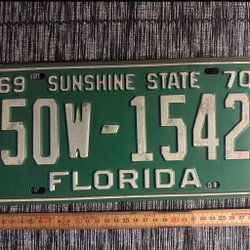 69 SUNSHINE STATE 70
50W-1542
FLORIDA